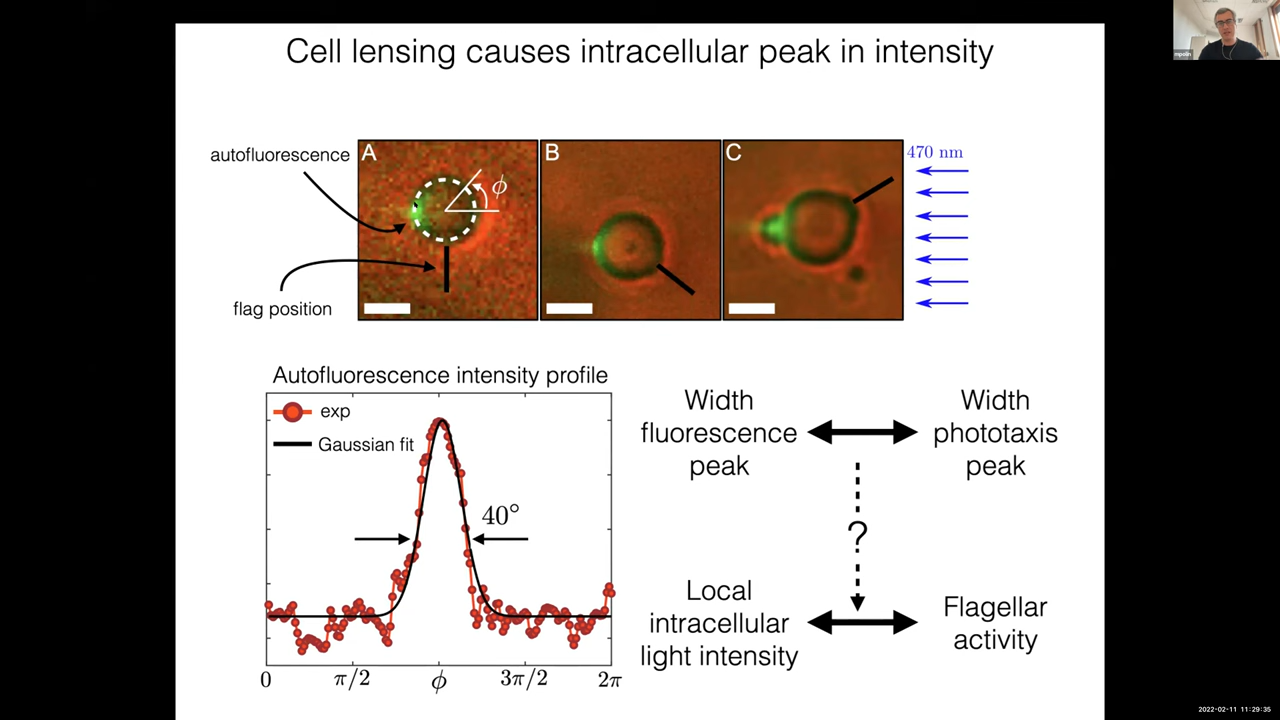 Cell lensing causes intracellular peak in intensity
mpolin
autofluorescence
A
ϕ
B
C
470 nm
flag position
Autofluorescence intensity profile
exp
Gaussian fit
40°
0
π/2
ϕ
3π/2
2π
Width
fluorescence
peak
Width
phototaxis
peak
?
Local
intracellular
light intensity
Flagellar
activity
2022-02-11 11:29:35